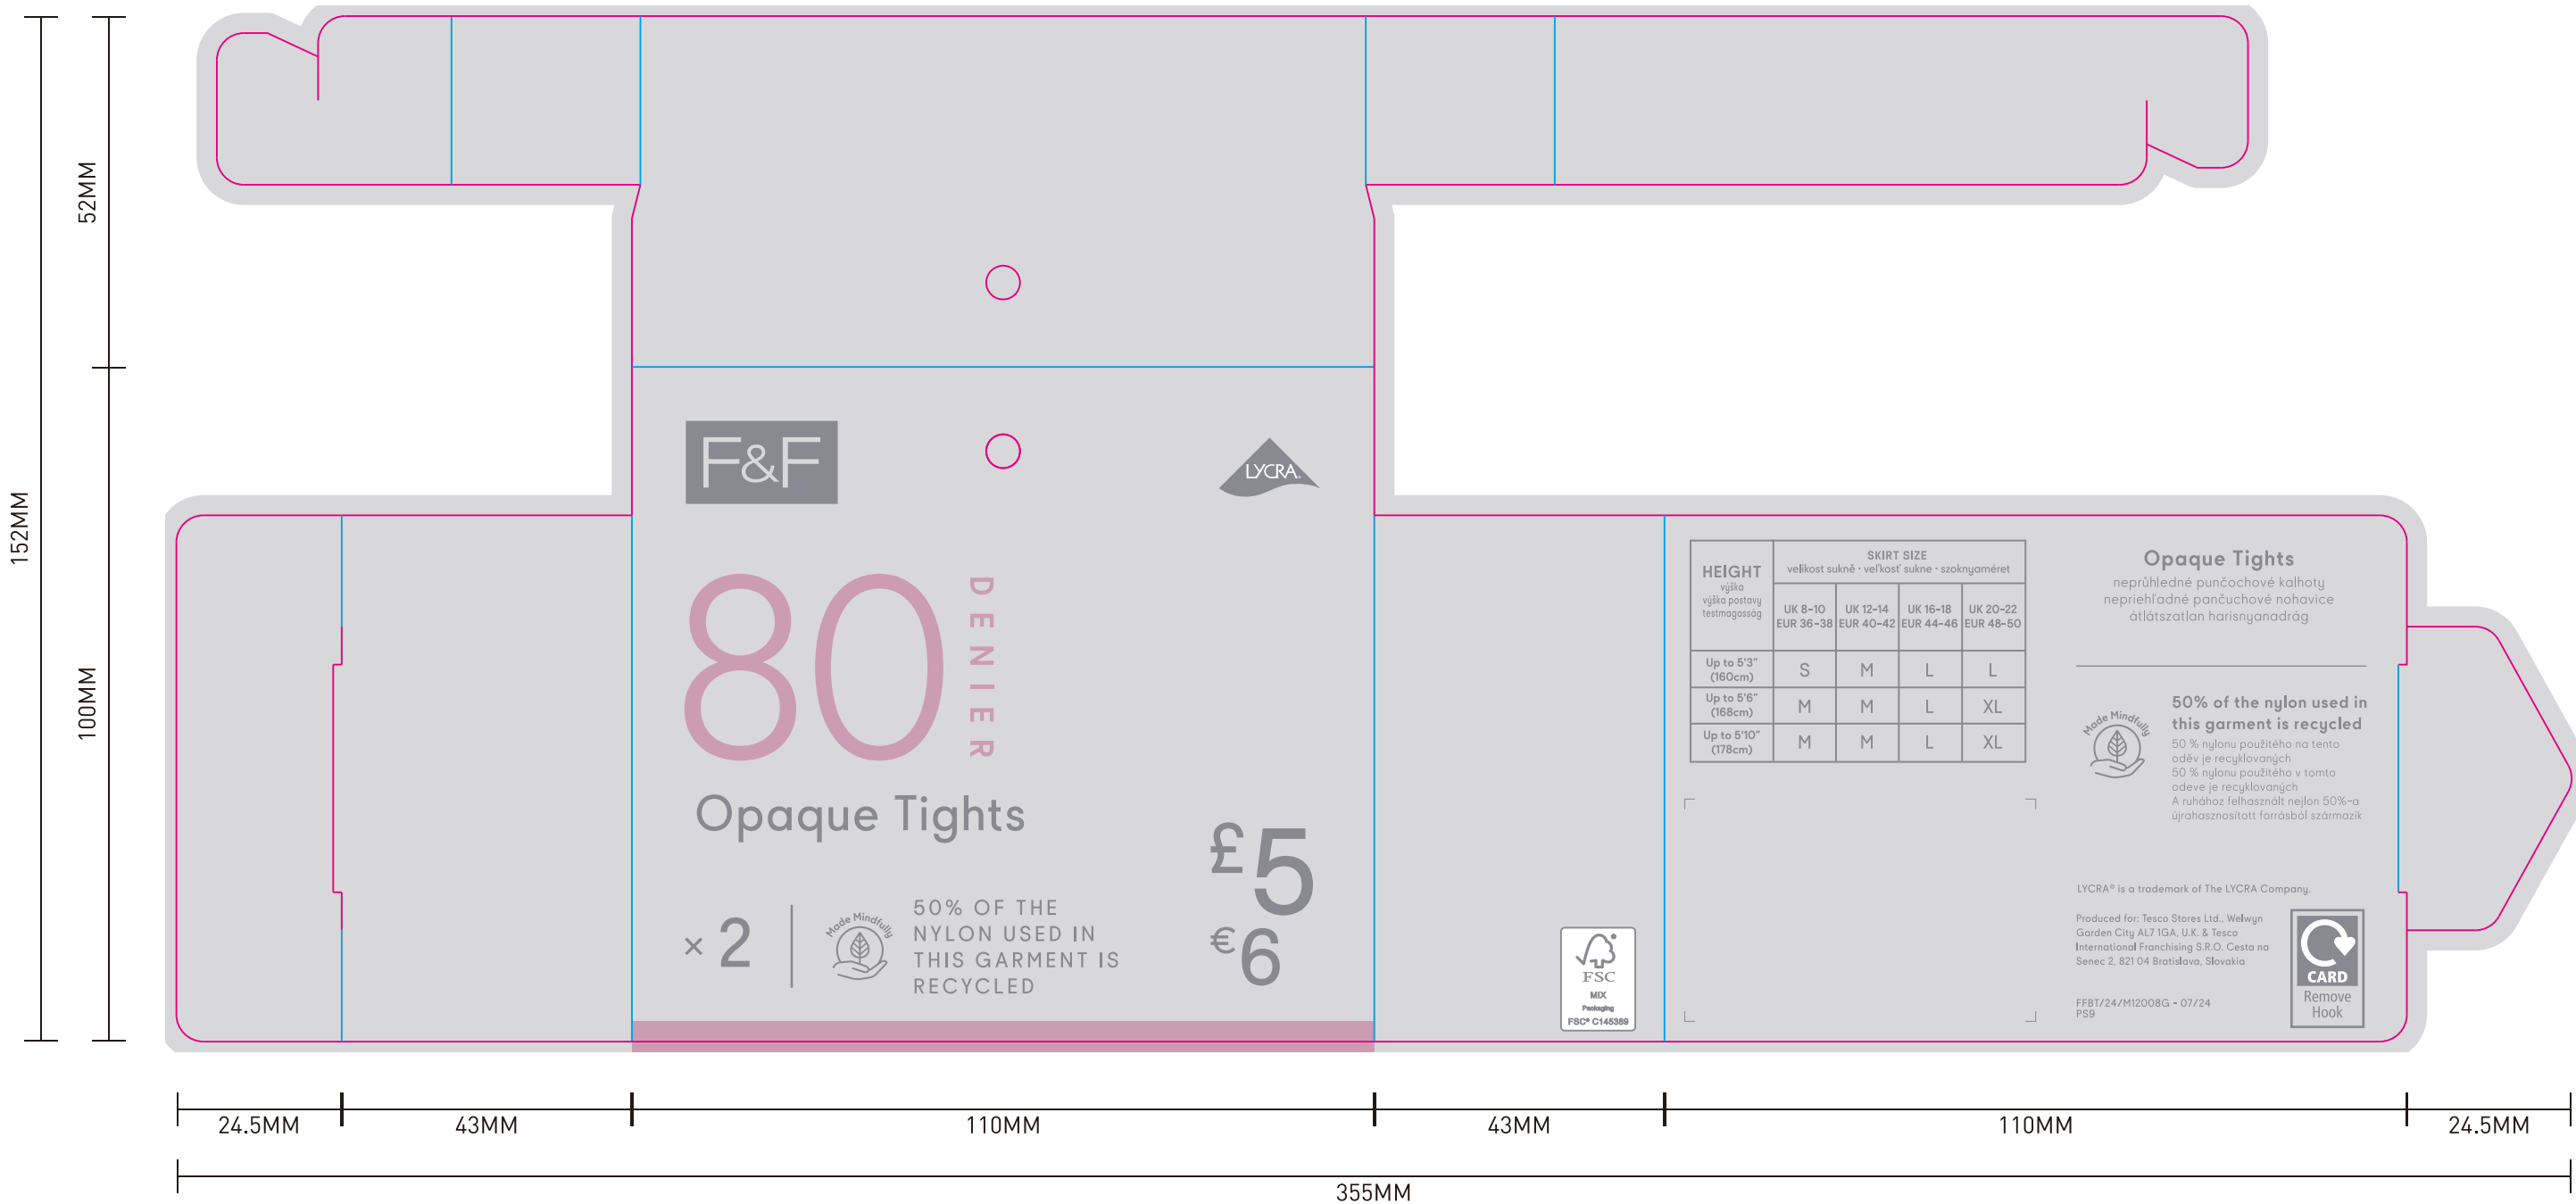 152MM
52MM
100MM
F&F
LYCRA®
80
DENIER
Opaque Tights
£5
€6
× 2
Made Mindfully
50% OF THE
NYLON USED IN
THIS GARMENT IS
RECYCLED
FSC
MIX
Packaging
FSC® C145389
HEIGHT
výška
výška postavy
testmagasság
SKIRT SIZE
velikost sukně • veľkosť sukne • szoknyaméret
UK 8-10 UK 12-14 UK 16-18 UK 20-22
EUR 36-38 EUR 40-42 EUR 44-46 EUR 48-50
Up to 5'3"
(160cm) S M L L
Up to 5'6"
(168cm) M M L XL
Up to 5'10"
(178cm) M M L XL
Opaque Tights
neprůhledné punčochové kalhoty
nepriehľadné pančuchové nohavice
átlátszatlan harisnyanadrág
Made Mindfully
50% of the nylon used in
this garment is recycled
50 % nylonu použitého na tento
oděv je recyklovaných
50 % nylonu použitého v tomto
odeve je recyklovaných
A ruhához felhasznált nejlon 50%-a
újrahasznosított forrásból származik
LYCRA® is a trademark of The LYCRA Company.
Produced for: Tesco Stores Ltd., Welwyn
Garden City AL7 1GA, U.K. & Tesco
International Franchising S.R.O. Cesta na
Senec 2, 821 04 Bratislava, Slovakia
FFBT/24/M12008G - 07/24
PS9
CARD
Remove
Hook
24.5MM 43MM 110MM 43MM 110MM 24.5MM
355MM